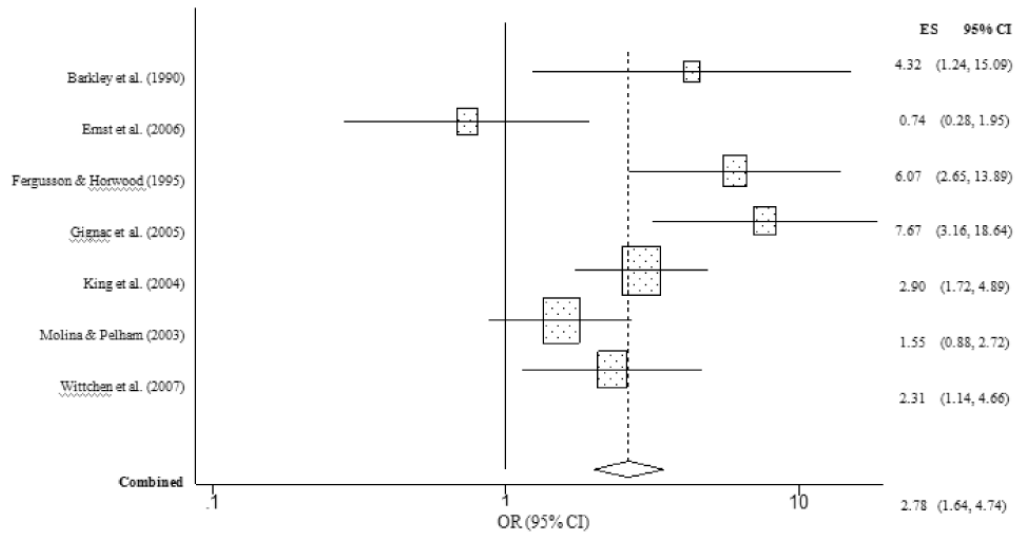 ES 95% CI
Barkley et al. (1990) 4.32 (1.24, 15.09)
Ernst et al. (2006) 0.74 (0.28, 1.95)
Fergusson & Horwood (1995) 6.07 (2.65, 13.89)
Gignac et al. (2005) 7.67 (3.16, 18.64)
King et al. (2004) 2.90 (1.72, 4.89)
Molina & Pelham (2003) 1.55 (0.88, 2.72)
Wittchen et al. (2007) 2.31 (1.14, 4.66)
Combined 2.78 (1.64, 4.74)
.1 1 10
OR (95% CI)